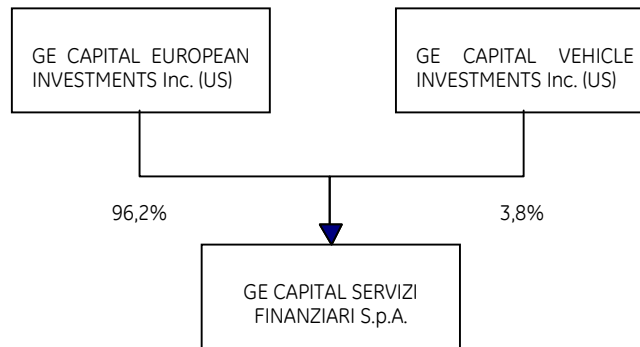 GE CAPITAL EUROPEAN
INVESTMENTS Inc. (US)
GE CAPITAL VEHICLE
INVESTMENTS Inc. (US)
96,2%
3,8%
GE CAPITAL SERVIZI
FINANZIARI S.p.A.